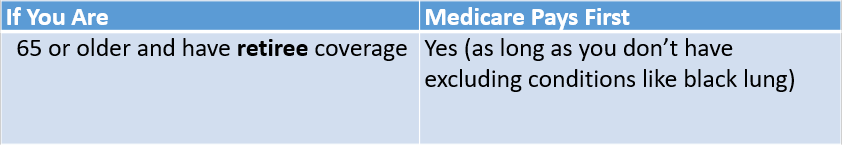 If You Are
Medicare Pays First
65 or older and have retiree coverage
Yes (as long as you don’t have
excluding conditions like black lung)